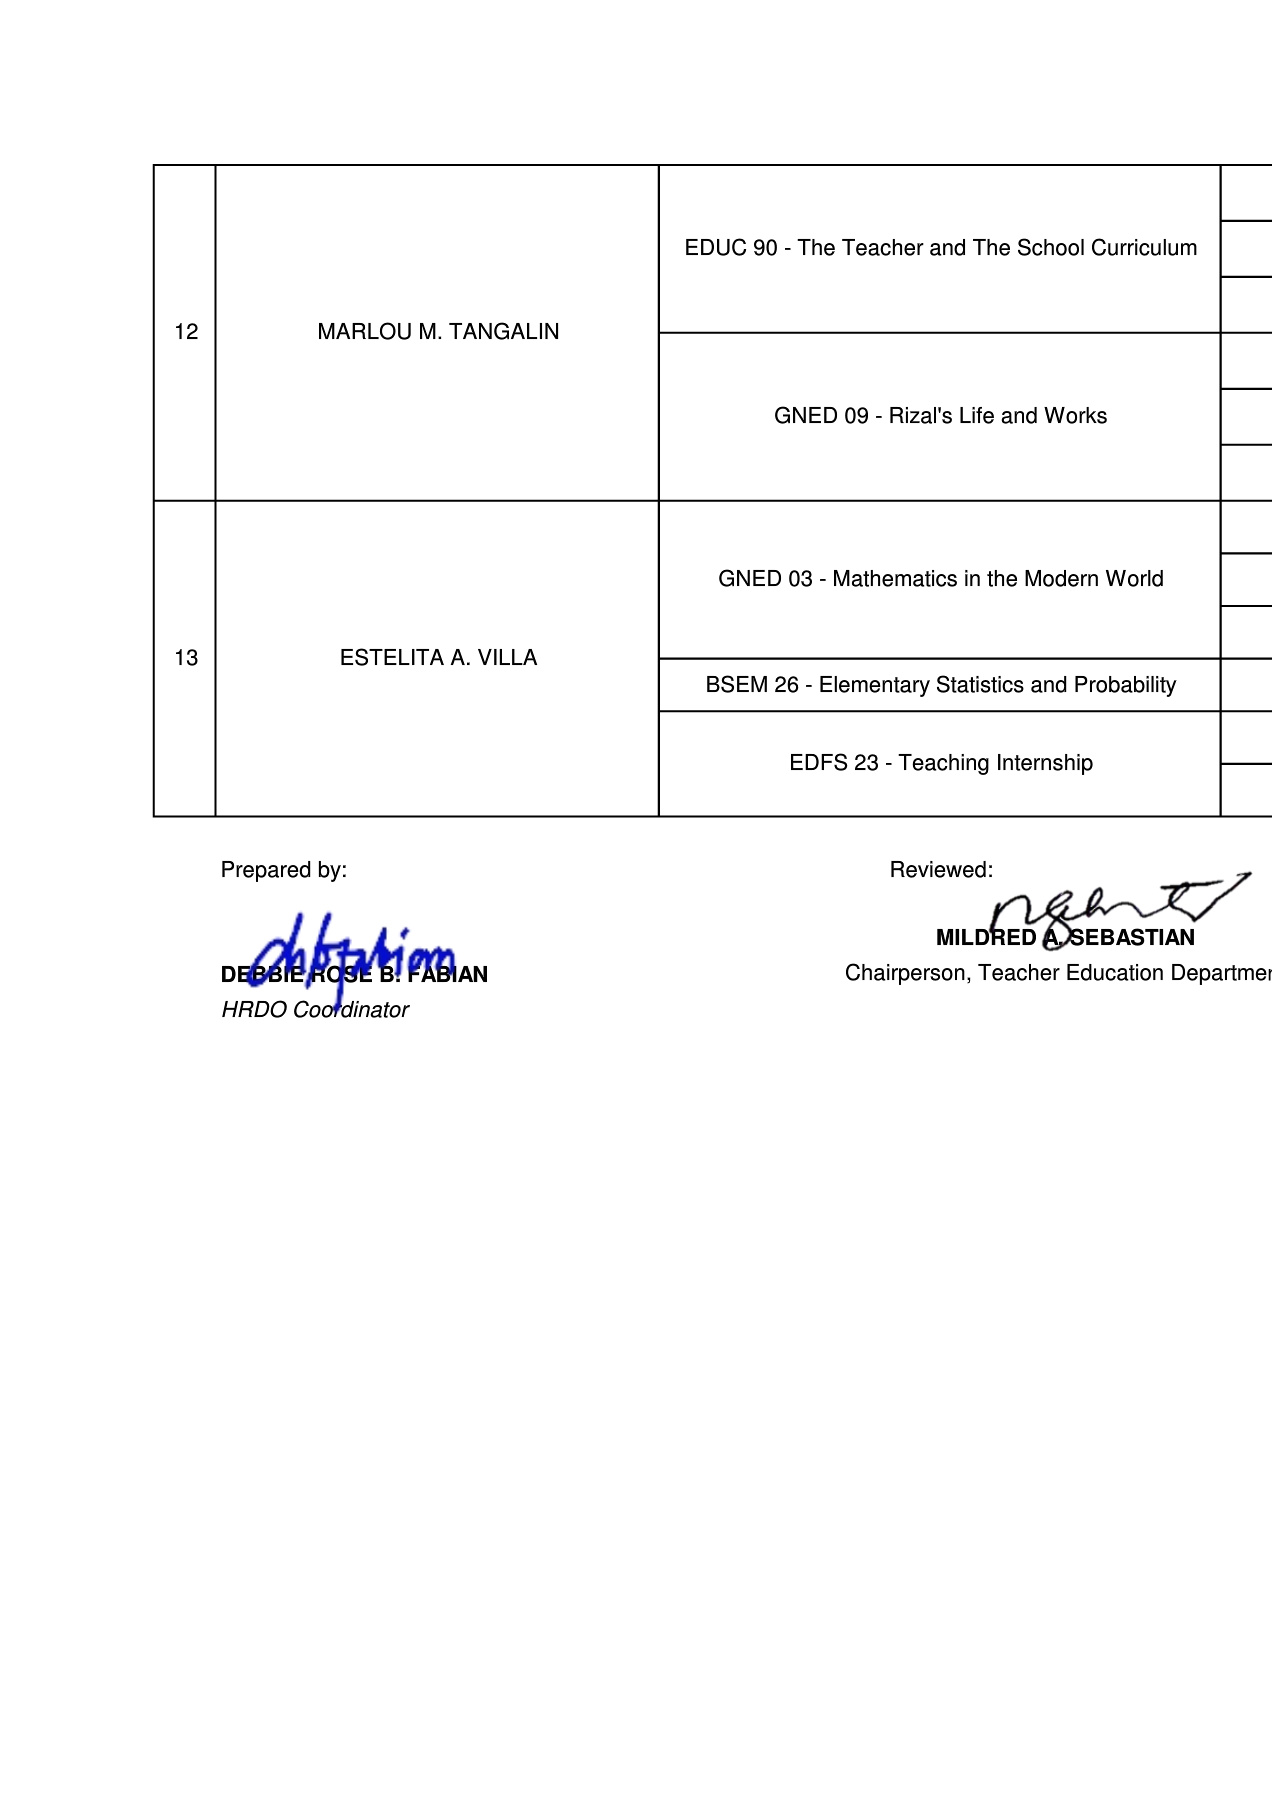 12
MARLOU M. TANGALIN
EDUC 90 - The Teacher and The School Curriculum
GNED 09 - Rizal's Life and Works
13
ESTELITA A. VILLA
GNED 03 - Mathematics in the Modern World
BSEM 26 - Elementary Statistics and Probability
EDFS 23 - Teaching Internship
Prepared by:
DEBBIE ROSE B. FABIAN
HRDO Coordinator
Reviewed:
MILDRED A. SEBASTIAN
Chairperson, Teacher Education Departmen